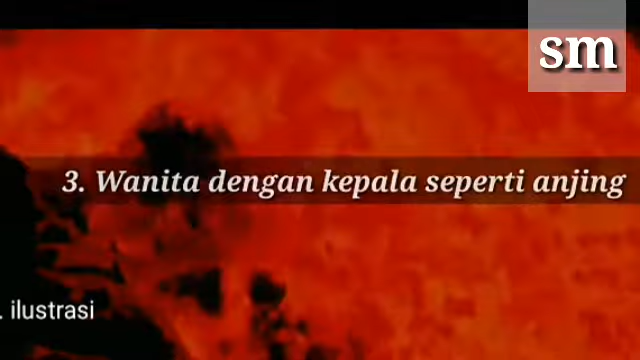 sm
3. Wanita dengan kepala seperti anjing
. ilustrasi